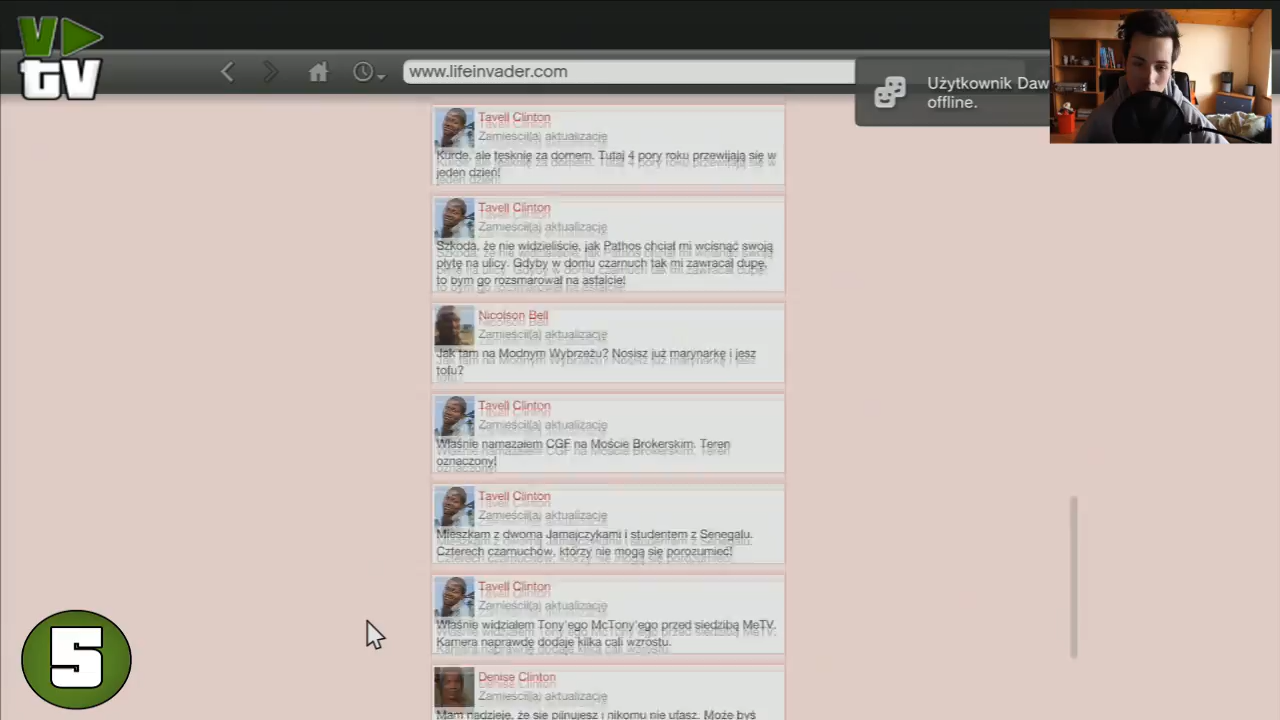 V
TV
www.lifeinvader.com
Użytkownik Daw
offline.
Tavell Clinton
Zamieścił(a) aktualizację
Kurde, ale tęsknię za domem. Tutaj 4 pory roku przewijają się w
jeden dzień!
Tavell Clinton
Zamieścił(a) aktualizację
Szkoda, że nie widzieliście, jak Pathos chciał mi wcisnąć swoją
płytę na ulicy. Gdyby w domu czarnuch tak mi zawracał dupę,
to bym go rozsmarował na asfalcie!
Nicolson Bell
Zamieścił(a) aktualizację
Jak tam na Modnym Wybrzeżu? Nosisz już marynarkę i jesz
tofu?
Tavell Clinton
Zamieścił(a) aktualizację
Właśnie namazałem CGF na Moście Brokerskim. Teren
oznaczony!
Tavell Clinton
Zamieścił(a) aktualizację
Mieszkam z dwoma Jamajczykami i studentem z Senegalu.
Czterech czarnuchów, którzy nie mogą się porozumieć!
Tavell Clinton
Zamieścił(a) aktualizację
Właśnie widziałem Tony'ego McTony'ego przed siedzibą MeTV.
Kamera naprawdę dodaje kilka cali wzrostu.
Denise Clinton
Zamieścił(a) aktualizację
Mam nadzieję, że się pilnujesz i nikomu nie ufasz. Może byś
5